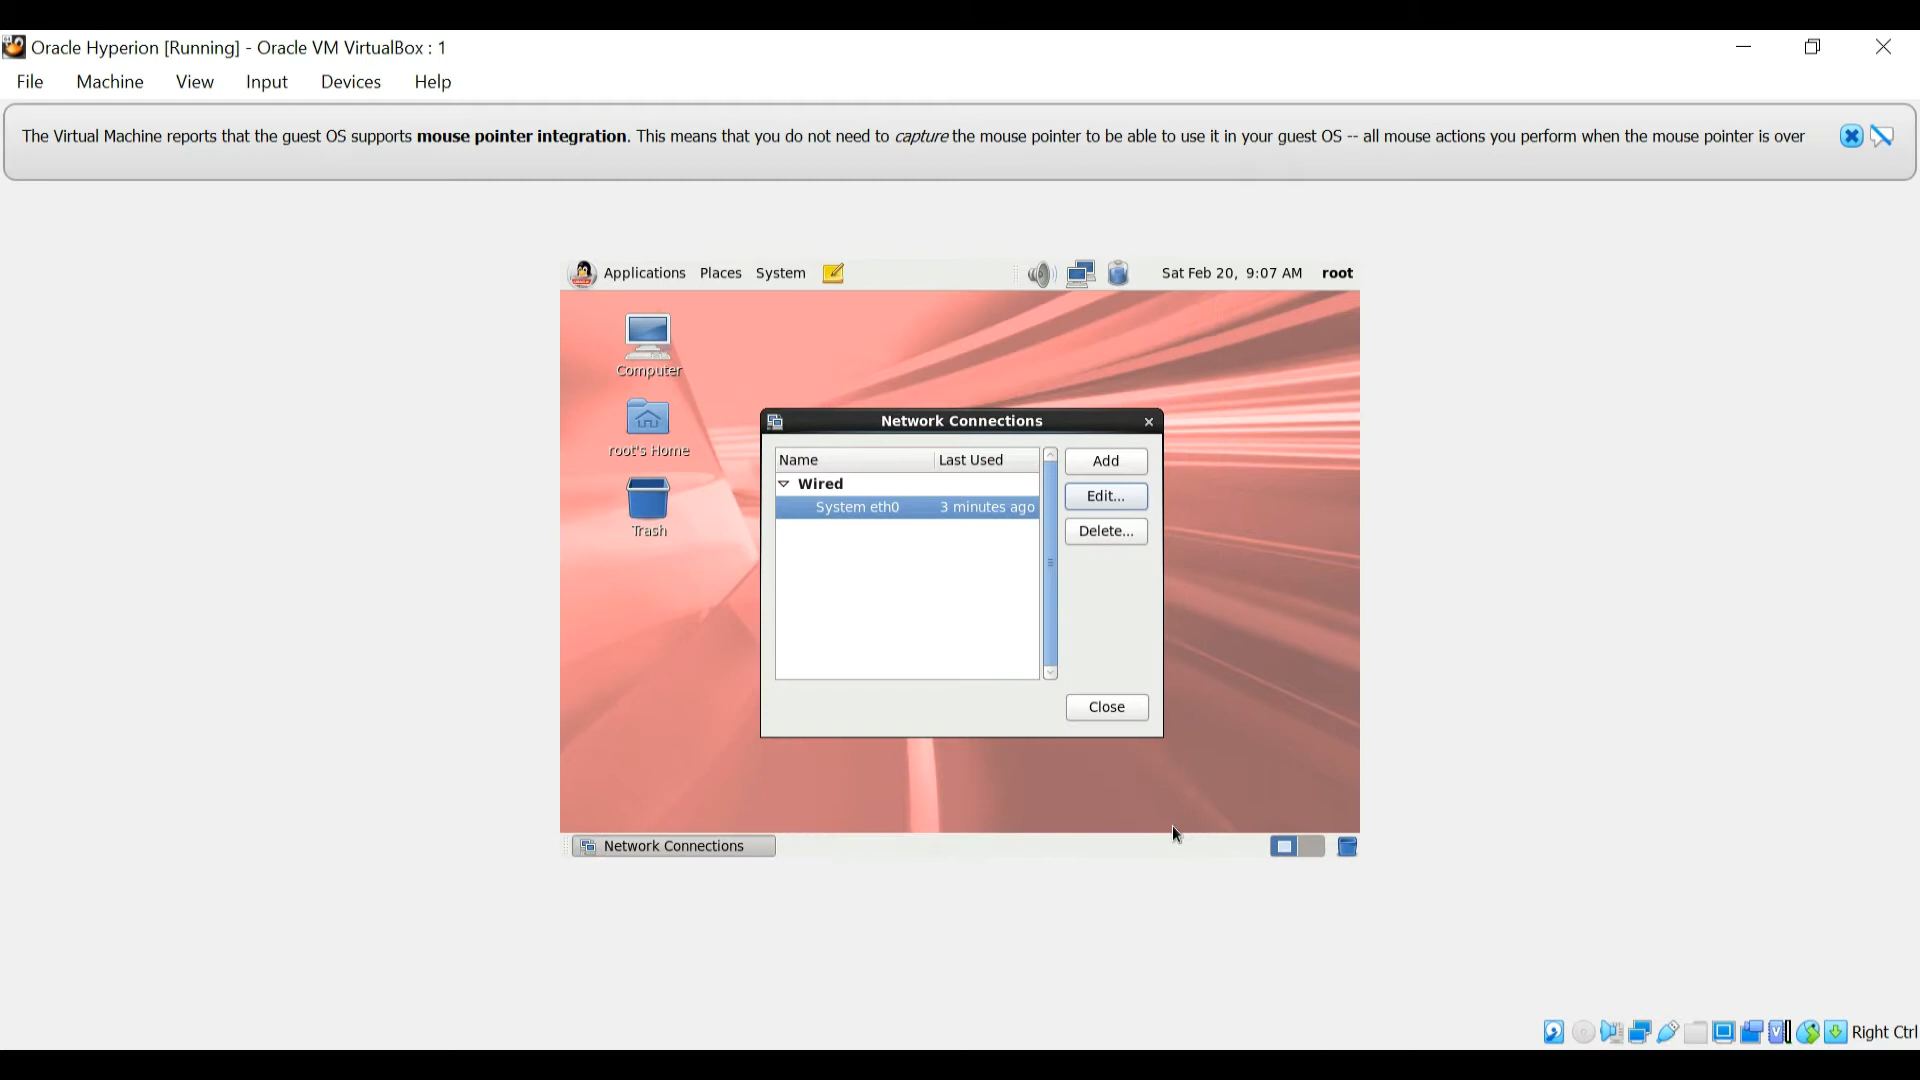 Oracle Hyperion [Running] - Oracle VM VirtualBox : 1
File Machine View Input Devices Help
The Virtual Machine reports that the guest OS supports mouse pointer integration. This means that you do not need to capture the mouse pointer to be able to use it in your guest OS -- all mouse actions you perform when the mouse pointer is over
Applications Places System Sat Feb 20, 9:07 AM root
Computer
root's Home
Trash
Network Connections
Name Last Used
Wired
System eth0 3 minutes ago
Add
Edit...
Delete...
Close
Network Connections
Right Ctrl